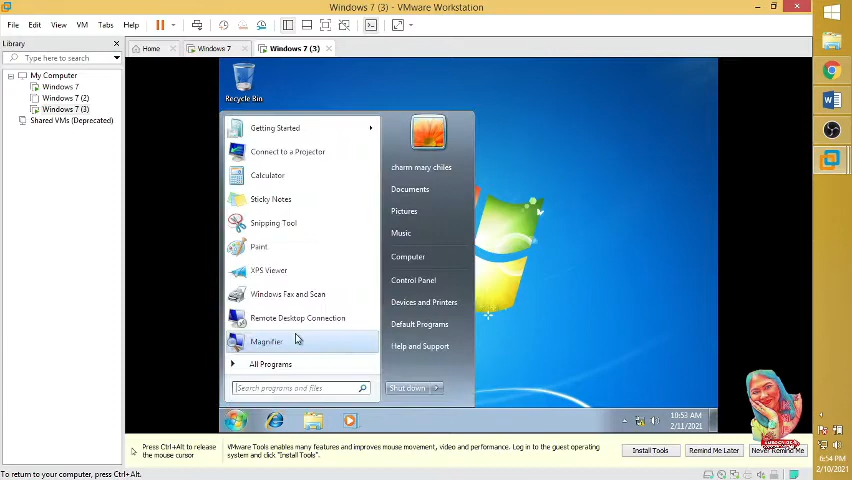 Windows 7 (3) - VMware Workstation
File Edit View VM Tabs Help
Library
Type here to search
My Computer
Windows 7
Windows 7 (2)
Windows 7 (3)
Shared VMs (Deprecated)
Home Windows 7 Windows 7 (3)
Recycle Bin
Getting Started
Connect to a Projector
Calculator
Sticky Notes
Snipping Tool
Paint
XPS Viewer
Windows Fax and Scan
Remote Desktop Connection
Magnifier
All Programs
Search programs and files
charm mary chiles
Documents
Pictures
Music
Computer
Control Panel
Devices and Printers
Default Programs
Help and Support
Shut down
10:53 AM
2/11/2021
SUBSCRIBE
Press Ctrl+Alt to release
the mouse cursor
VMware Tools enables many features and improves mouse movement, video and performance. Log in to the guest operating
system and click "Install Tools".
Install Tools Remind Me Later Never Remind Me
To return to your computer, press Ctrl+Alt.
6:54 PM
2/10/2021